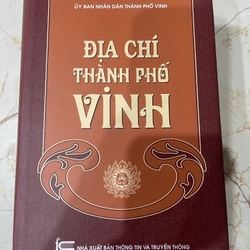 ỦY BAN NHÂN DÂN THÀNH PHỐ VINH
ĐỊA CHÍ
THÀNH PHỐ
VINH
NHÀ XUẤT BẢN THÔNG TIN VÀ TRUYỀN THÔNG